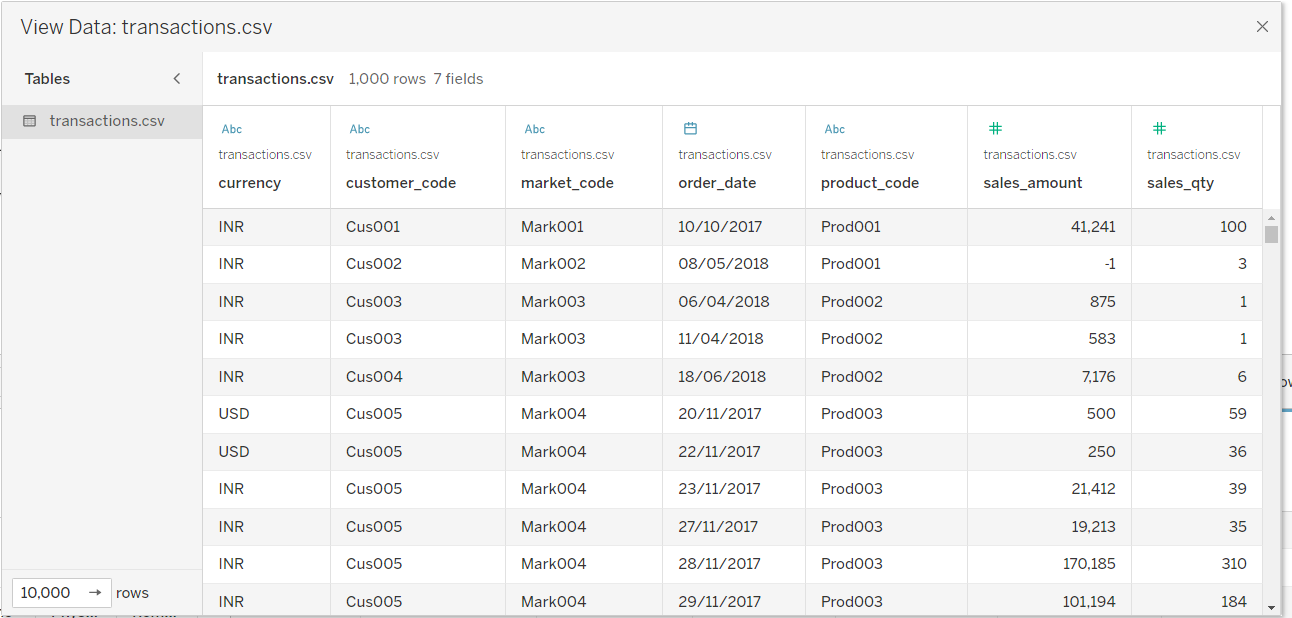 View Data: transactions.csv
Tables
transactions.csv 1,000 rows 7 fields
transactions.csv
Abc Abc Abc Abc
transactions.csv transactions.csv transactions.csv transactions.csv transactions.csv transactions.csv transactions.csv
currency customer_code market_code order_date product_code sales_amount sales_qty
INR Cus001 Mark001 10/10/2017 Prod001 41,241 100
INR Cus002 Mark002 08/05/2018 Prod001 -1 3
INR Cus003 Mark003 06/04/2018 Prod002 875 1
INR Cus003 Mark003 11/04/2018 Prod002 583 1
INR Cus004 Mark003 18/06/2018 Prod002 7,176 6
USD Cus005 Mark004 20/11/2017 Prod003 500 59
USD Cus005 Mark004 22/11/2017 Prod003 250 36
INR Cus005 Mark004 23/11/2017 Prod003 21,412 39
INR Cus005 Mark004 27/11/2017 Prod003 19,213 35
INR Cus005 Mark004 28/11/2017 Prod003 170,185 310
INR Cus005 Mark004 29/11/2017 Prod003 101,194 184
10,000 → rows